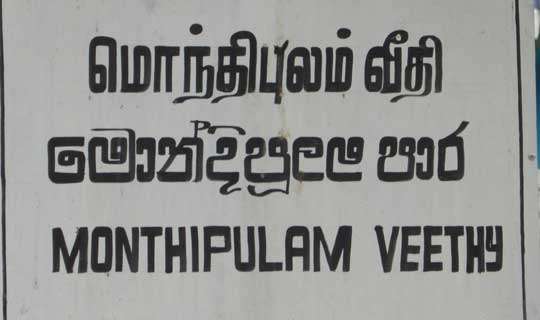 மொந்திபுலம் வீதி
මොන්දිපුලම් පාර
MONTHIPULAM VEETHY